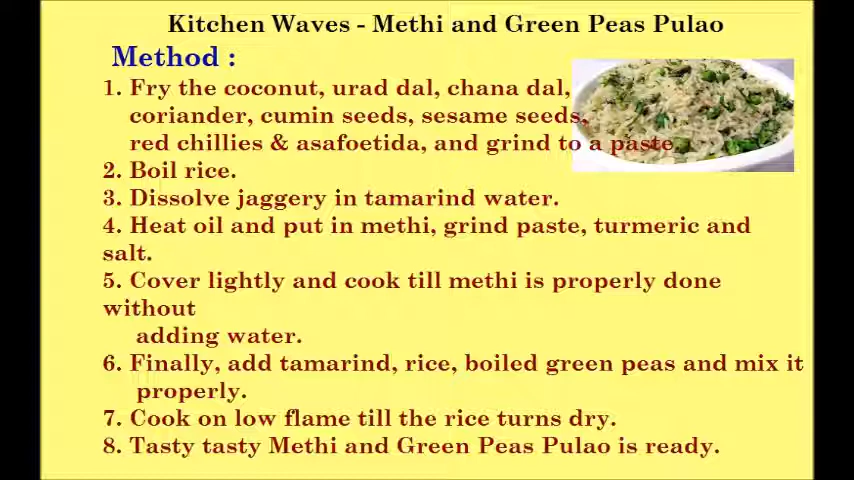 Kitchen Waves - Methi and Green Peas Pulao
Method :
1. Fry the coconut, urad dal, chana dal,
coriander, cumin seeds, sesame seeds,
red chillies & asafoetida, and grind to a paste
2. Boil rice.
3. Dissolve jaggery in tamarind water.
4. Heat oil and put in methi, grind paste, turmeric and
salt.
5. Cover lightly and cook till methi is properly done
without
adding water.
6. Finally, add tamarind, rice, boiled green peas and mix it
properly.
7. Cook on low flame till the rice turns dry.
8. Tasty tasty Methi and Green Peas Pulao is ready.